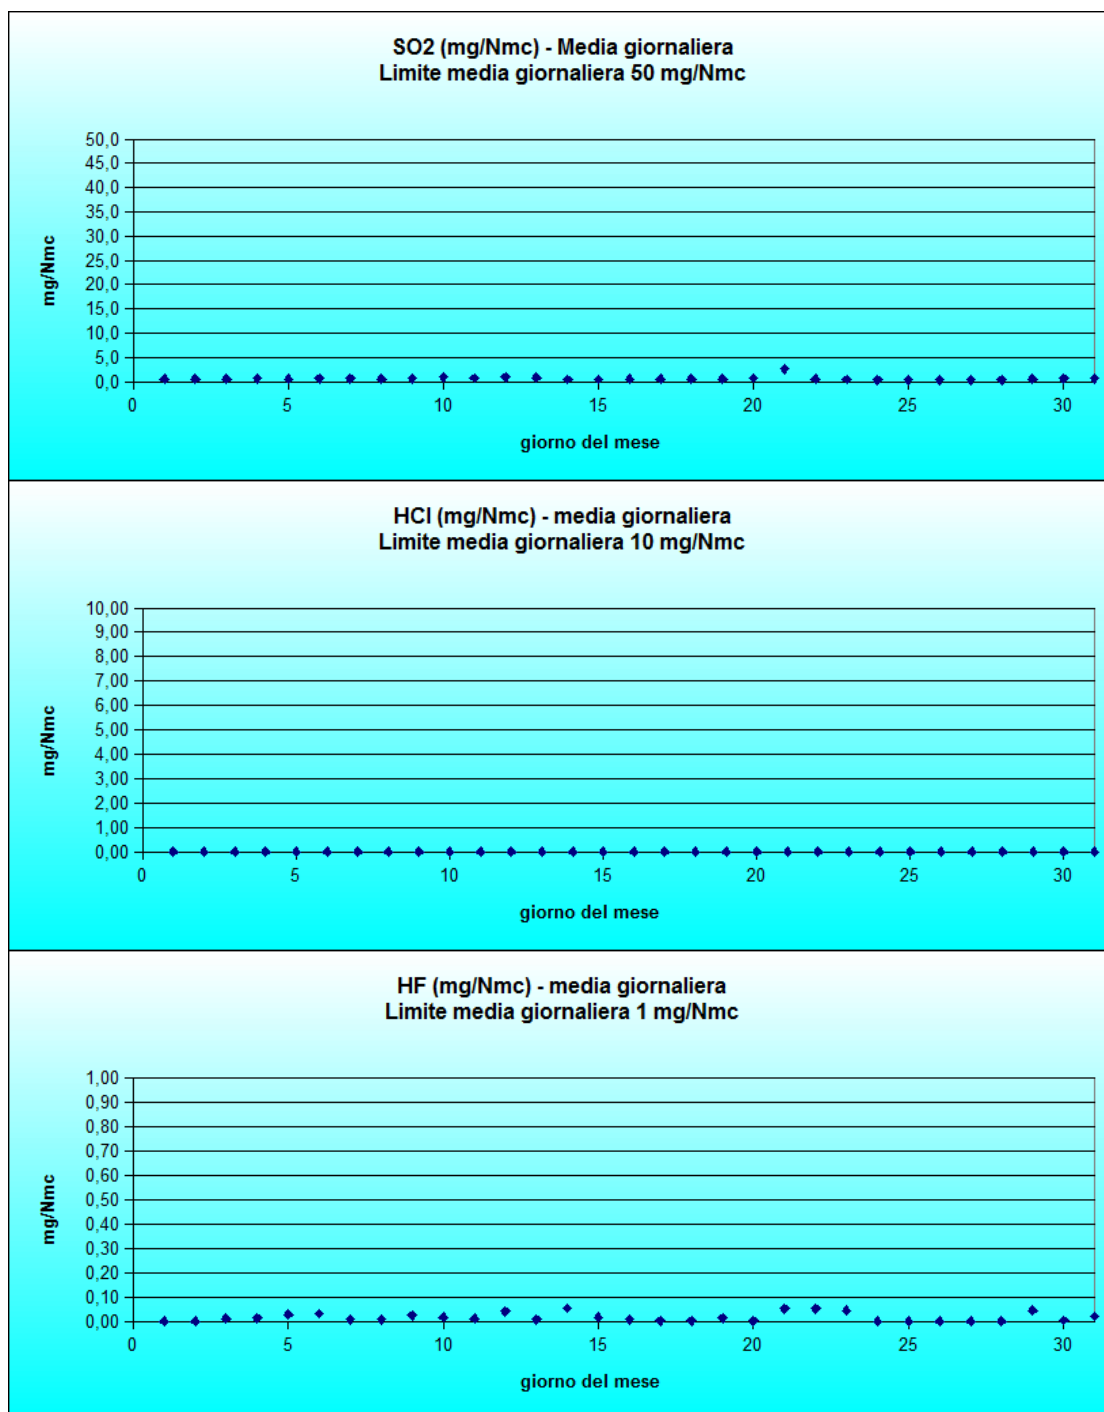 SO2 (mg/Nmc) - Media giornaliera
Limite media giornaliera 50 mg/Nmc
50,0
45,0
40,0
35,0
30,0
25,0
20,0
15,0
10,0
5,0
0,0
mg/Nmc
0 5 10 15 20 25 30
giorno del mese
HCl (mg/Nmc) - media giornaliera
Limite media giornaliera 10 mg/Nmc
10,00
9,00
8,00
7,00
6,00
5,00
4,00
3,00
2,00
1,00
0,00
mg/Nmc
0 5 10 15 20 25 30
giorno del mese
HF (mg/Nmc) - media giornaliera
Limite media giornaliera 1 mg/Nmc
1,00
0,90
0,80
0,70
0,60
0,50
0,40
0,30
0,20
0,10
0,00
mg/Nmc
0 5 10 15 20 25 30
giorno del mese